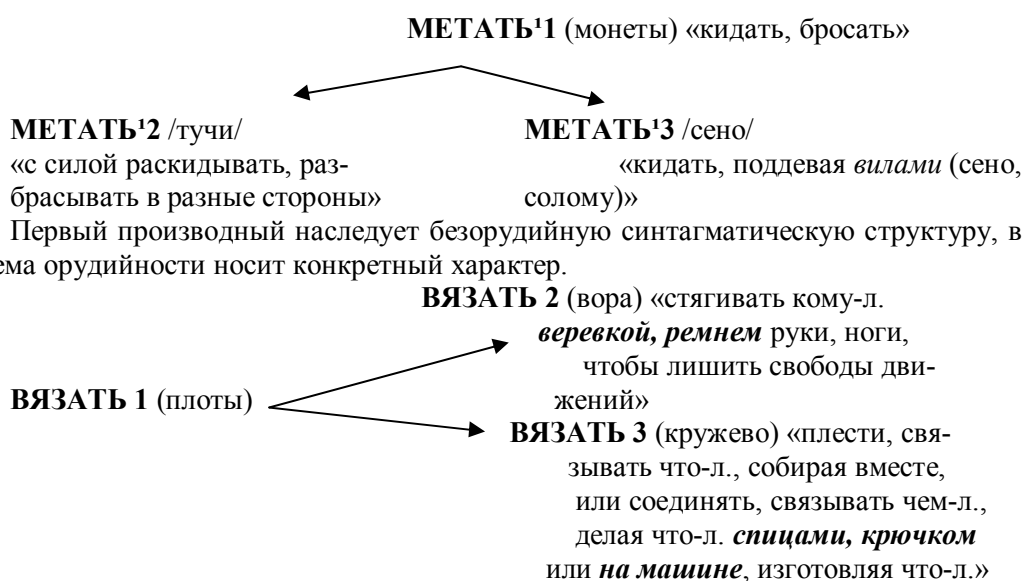 МЕТАТЬ¹1 (монеты) «кидать, бросать»
МЕТАТЬ¹2 /тучи/
«с силой раскидывать, раз-
брасывать в разные стороны»
МЕТАТЬ¹3 /сено/
«кидать, поддевая вилами (сено,
солому)»
Первый производный наследует безорудийную синтагматическую структуру, в
ема орудийности носит конкретный характер.
ВЯЗАТЬ 1 (плоты)
ВЯЗАТЬ 2 (вора) «стягивать кому-л.
веревкой, ремнем руки, ноги,
чтобы лишить свободы дви-
жений»
ВЯЗАТЬ 3 (кружево) «плести, свя-
зывать что-л., собирая вместе,
или соединять, связывать чем-л.,
делая что-л. спицами, крючком
или на машине, изготовляя что-л.»